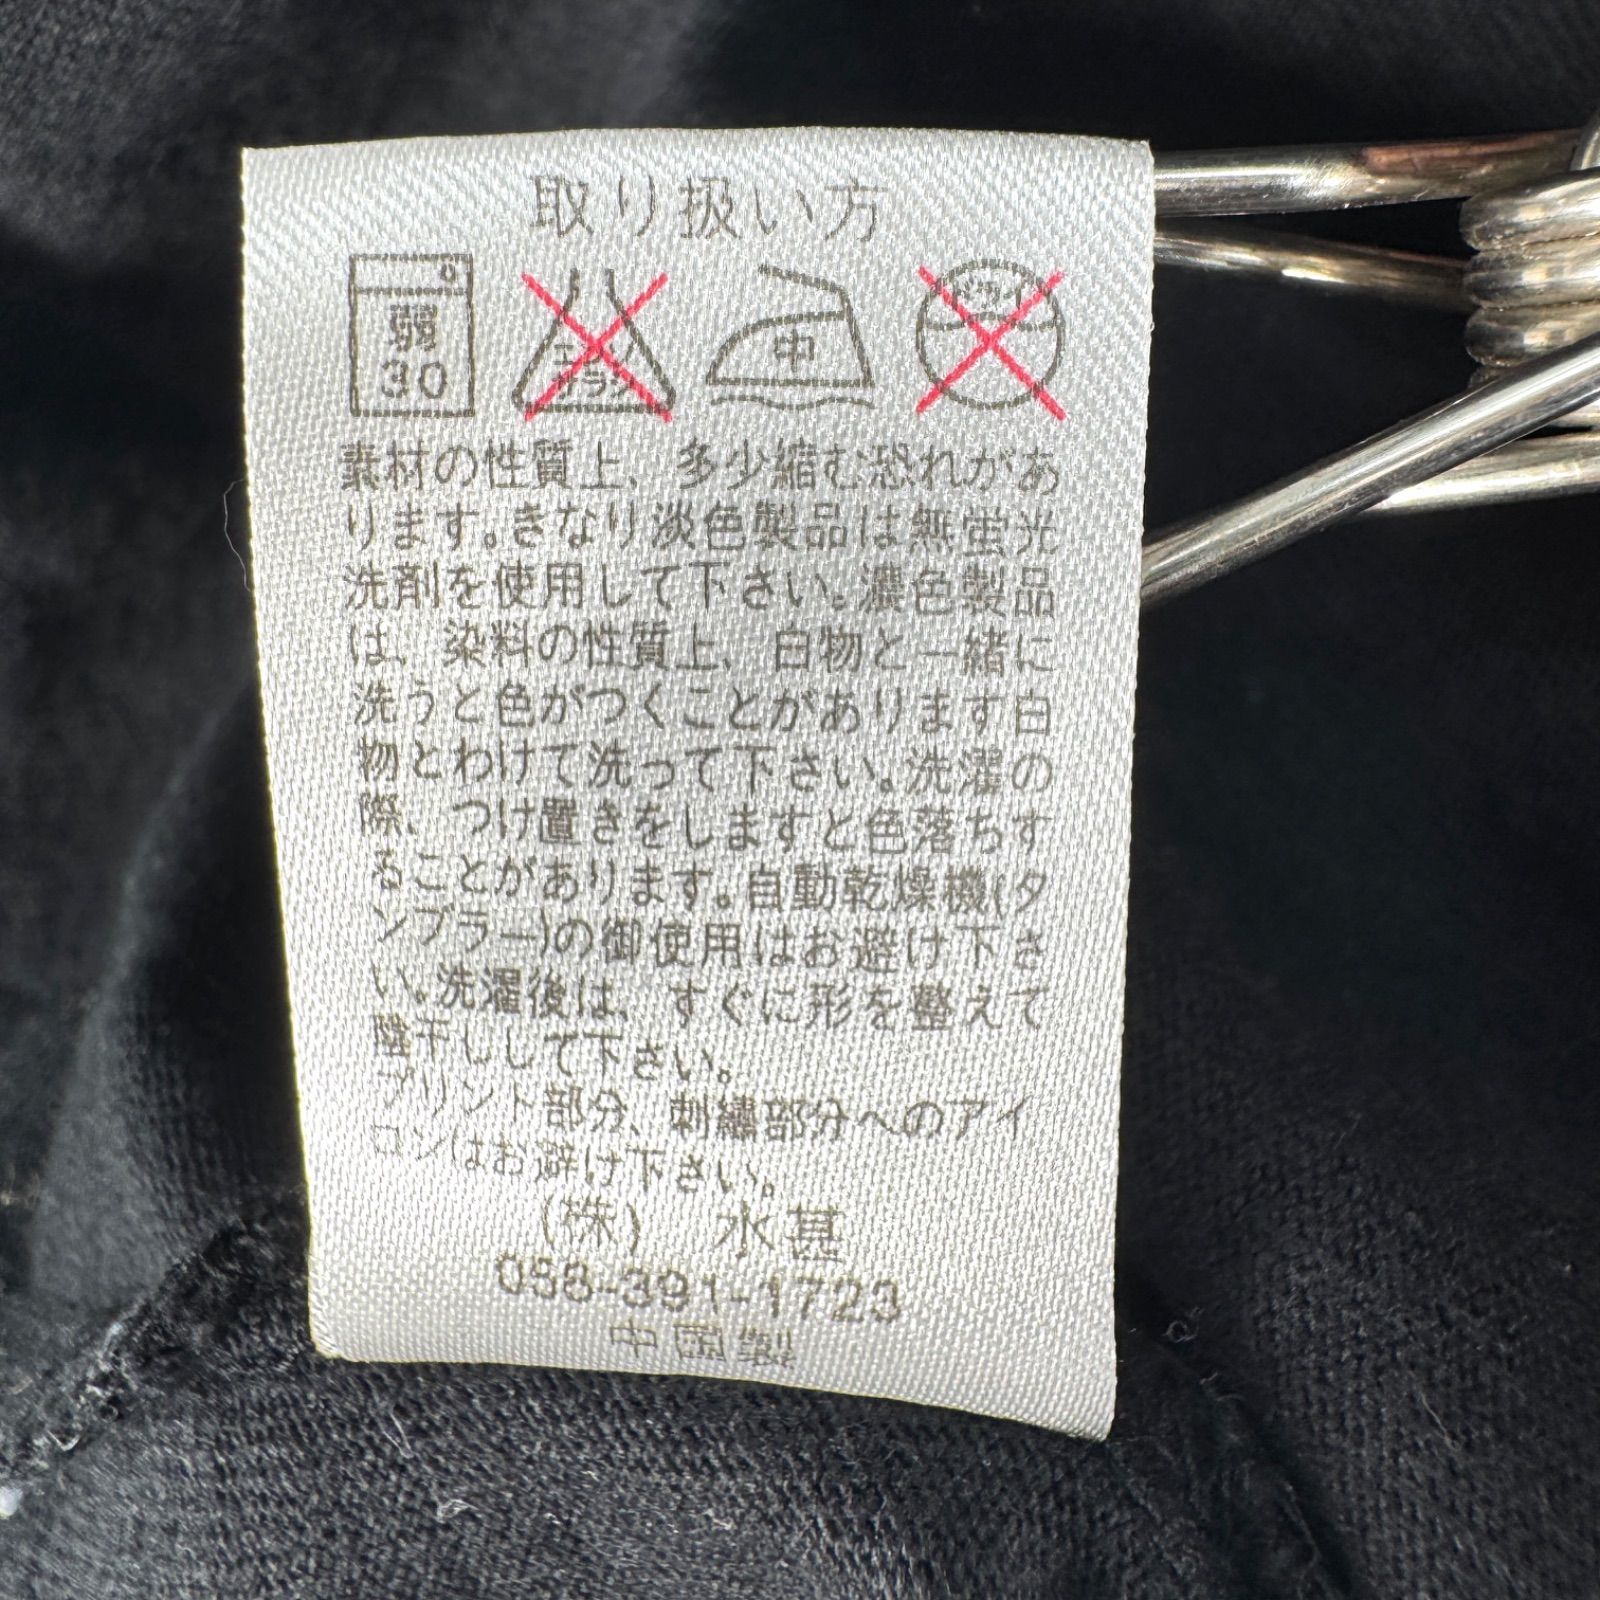 取り扱い方
弱
30
エンソ
サラシ
中
ドライ
素材の性質上、多少縮む恐れがあ
ります。きなり淡色製品は無蛍光
洗剤を使用して下さい。濃色製品
は、染料の性質上、白物と一緒に
洗うと色がつくことがあります白
物とわけて洗って下さい。洗濯の
際、つけ置きをしますと色落ちす
ることがあります。自動乾燥機(タ
ンブラー)の御使用はお避け下さ
い。洗濯後は、すぐに形を整えて
陰干しして下さい。
プリント部分、刺繍部分へのアイ
ロンはお避け下さい。
(株) 水甚
058-391-1723
中国製